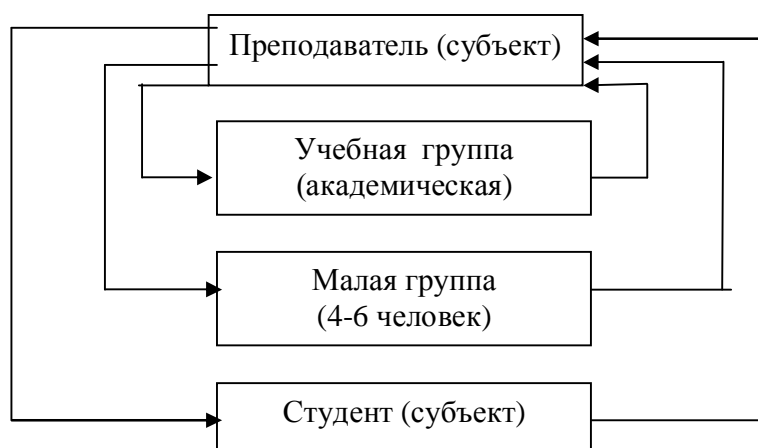 Преподаватель (субъект)
Учебная группа
(академическая)
Малая группа
(4-6 человек)
Студент (субъект)